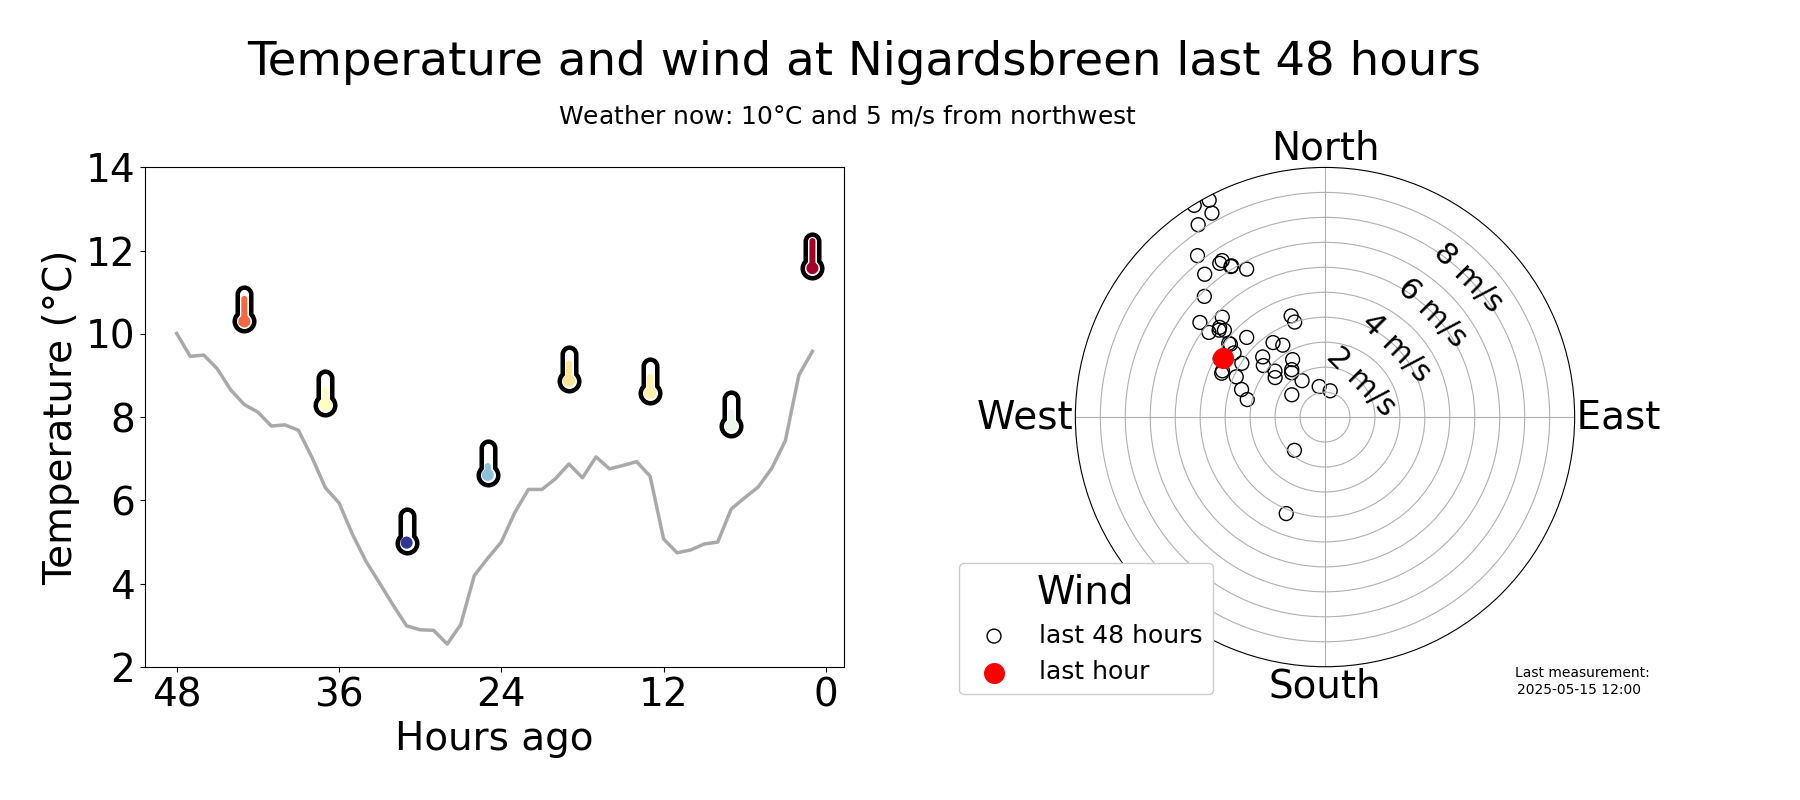 Temperature and wind at Nigardsbreen last 48 hours
Weather now: 10°C and 5 m/s from northwest
Temperature (°C)
14
12
10
8
6
4
2
48 36 24 12 0
Hours ago
North
West
East
South
8 m/s
6 m/s
4 m/s
2 m/s
Wind
last 48 hours
last hour
Last measurement:
2025-05-15 12:00